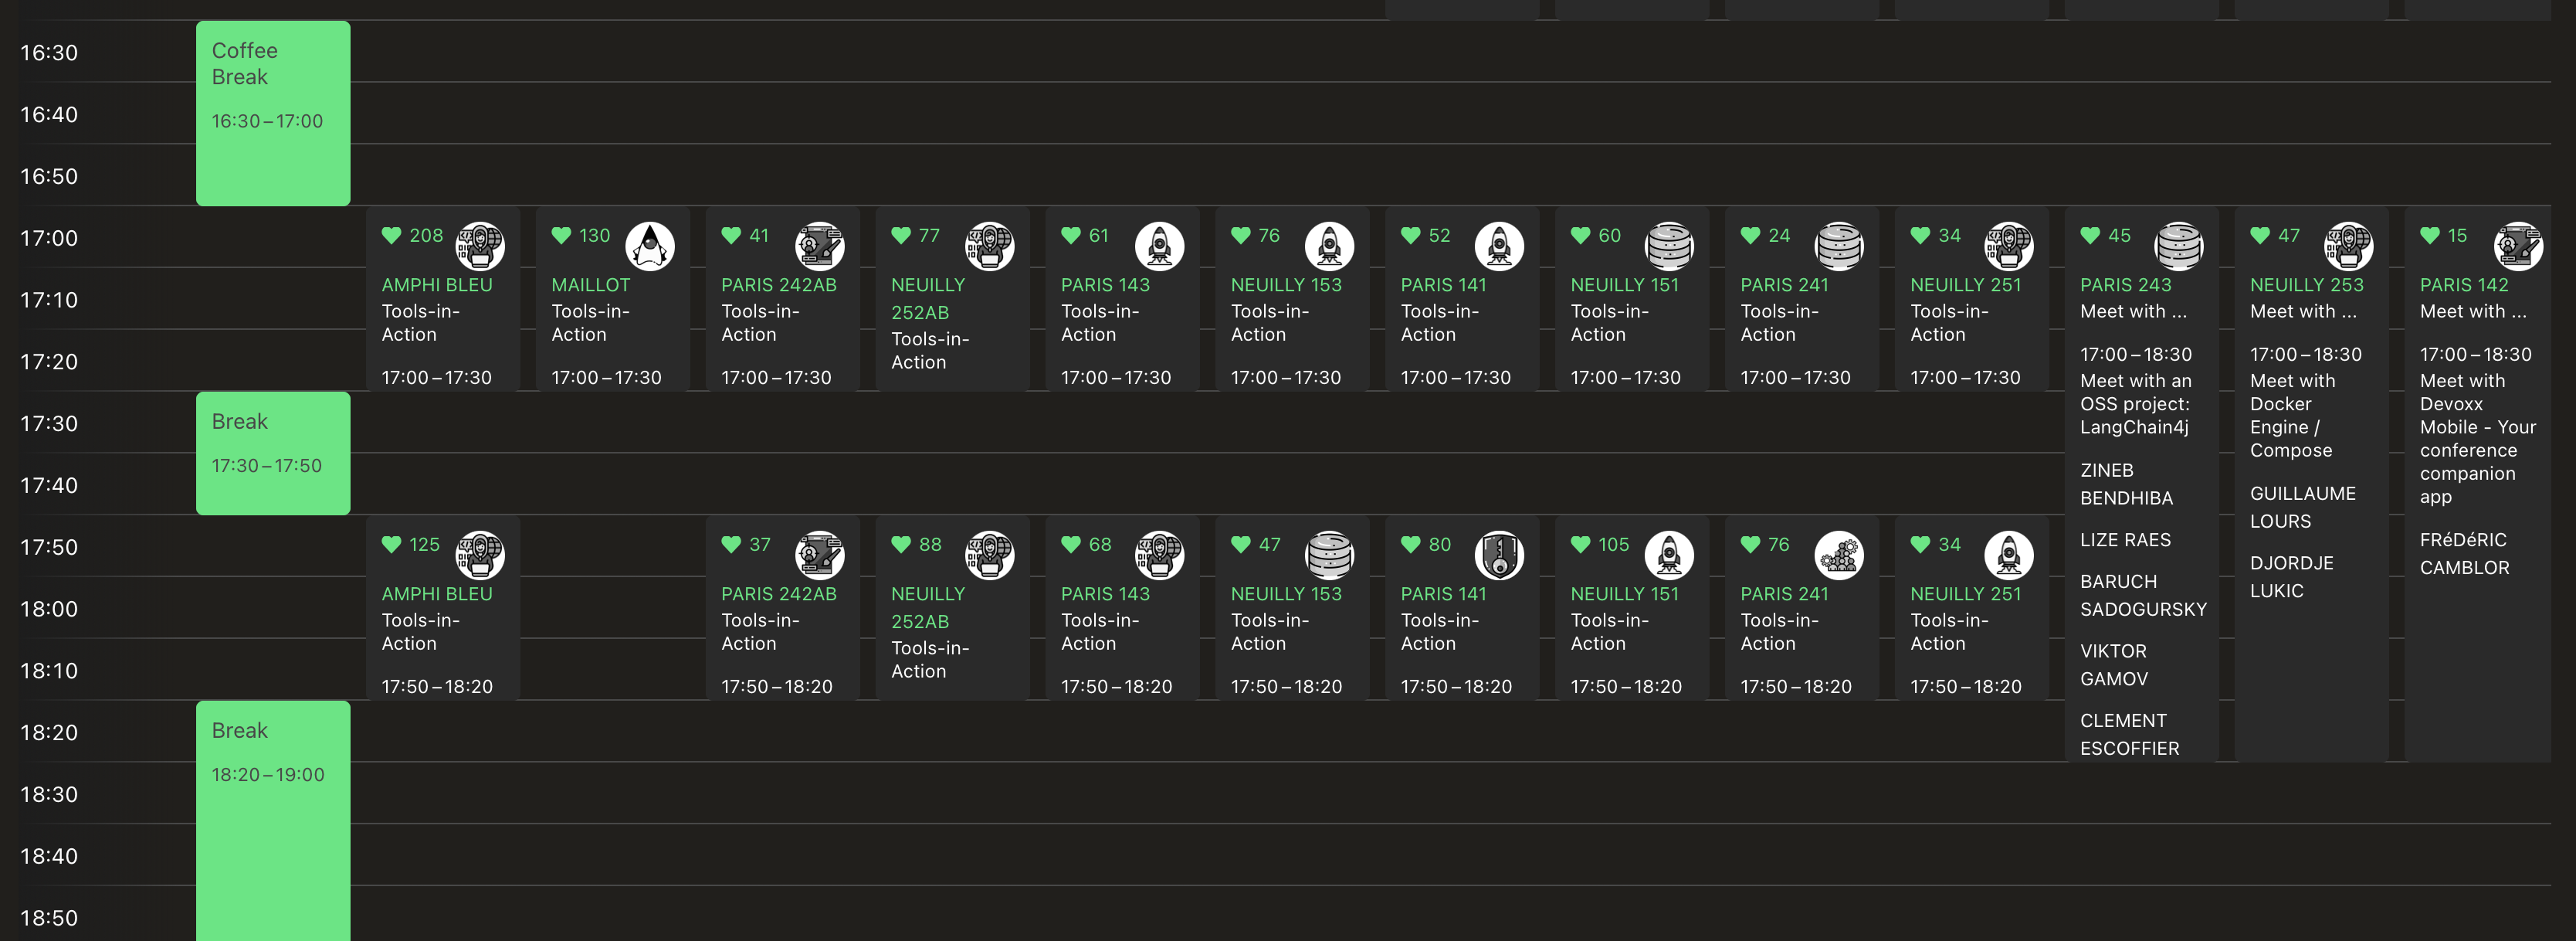 16:30
16:40
16:50
17:00
17:10
17:20
17:30
17:40
17:50
18:00
18:10
18:20
18:30
18:40
18:50
Coffee
Break
16:30 – 17:00
Break
17:30 – 17:50
Break
18:20 – 19:00
208
AMPHI BLEU
Tools-in-
Action
17:00 – 17:30
130
MAILLOT
Tools-in-
Action
17:00 – 17:30
41
PARIS 242AB
Tools-in-
Action
17:00 – 17:30
77
NEUILLY
252AB
Tools-in-
Action
61
PARIS 143
Tools-in-
Action
17:00 – 17:30
76
NEUILLY 153
Tools-in-
Action
17:00 – 17:30
52
PARIS 141
Tools-in-
Action
17:00 – 17:30
60
NEUILLY 151
Tools-in-
Action
17:00 – 17:30
24
PARIS 241
Tools-in-
Action
17:00 – 17:30
34
NEUILLY 251
Tools-in-
Action
17:00 – 17:30
45
PARIS 243
Meet with ...
17:00 – 18:30
Meet with an
OSS project:
LangChain4j
ZINEB
BENDHIBA
LIZE RAES
BARUCH
SADOGURSKY
VIKTOR
GAMOV
CLEMENT
ESCOFFIER
47
NEUILLY 253
Meet with ...
17:00 – 18:30
Meet with
Docker
Engine /
Compose
GUILLAUME
LOURS
DJORDJE
LUKIC
15
PARIS 142
Meet with ...
17:00 – 18:30
Meet with
Devoxx
Mobile - Your
conference
companion
app
FRéDéRIC
CAMBLOR
125
AMPHI BLEU
Tools-in-
Action
17:50 – 18:20
37
PARIS 242AB
Tools-in-
Action
17:50 – 18:20
88
NEUILLY
252AB
Tools-in-
Action
68
PARIS 143
Tools-in-
Action
17:50 – 18:20
47
NEUILLY 153
Tools-in-
Action
17:50 – 18:20
80
PARIS 141
Tools-in-
Action
17:50 – 18:20
105
NEUILLY 151
Tools-in-
Action
17:50 – 18:20
76
PARIS 241
Tools-in-
Action
17:50 – 18:20
34
NEUILLY 251
Tools-in-
Action
17:50 – 18:20